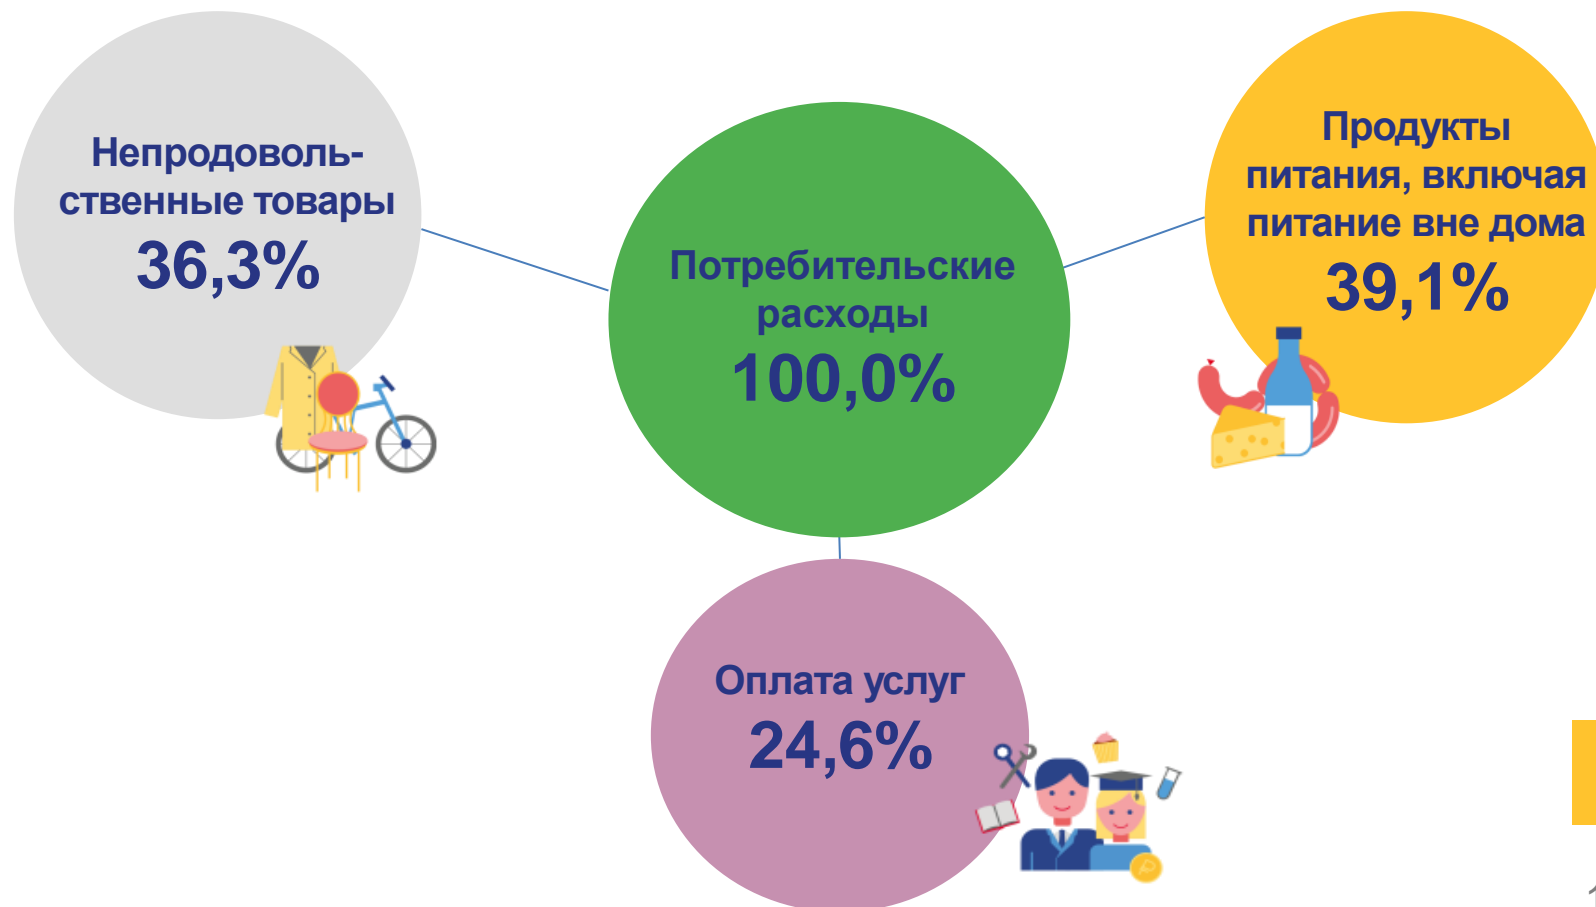 Непродоволь-
ственные товары
36,3%
Потребительские
расходы
100,0%
Продукты
питания, включая
питание вне дома
39,1%
Оплата услуг
24,6%